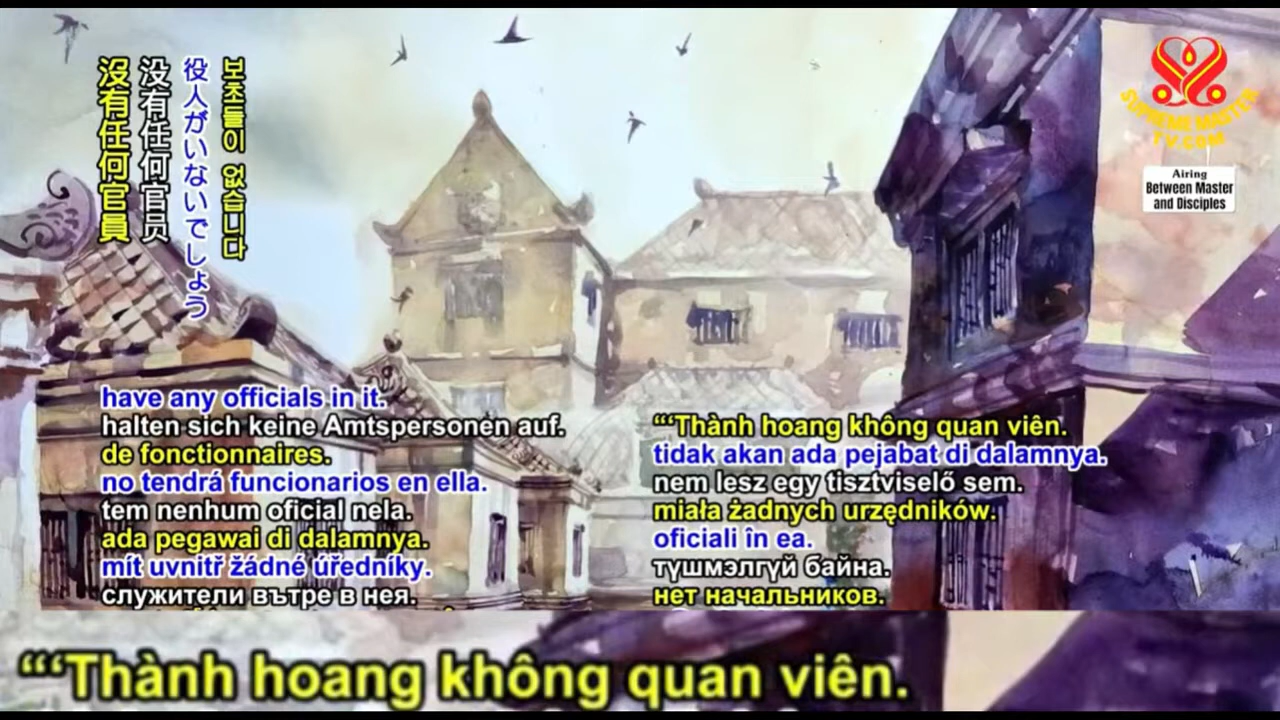 보초들이 없습니다
役人がいないでしょう
没有任何官员
沒有任何官員
SUPREME MASTER
TV.COM
Airing
Between Master
and Disciples
have any officials in it.
halten sich keine Amtspersonen auf.
de fonctionnaires.
no tendrá funcionarios en ella.
tem nenhum oficial nela.
ada pegawai di dalamnya.
mít uvnitř žádné úředníky.
служители вътре в нея.
“‘Thành hoang không quan viên.
tidak akan ada pejabat di dalamnya.
nem lesz egy tisztviselő sem.
miała żadnych urzędników.
oficiali în ea.
түшмэлгүй байна.
нет начальников.
“‘Thành hoang không quan viên.